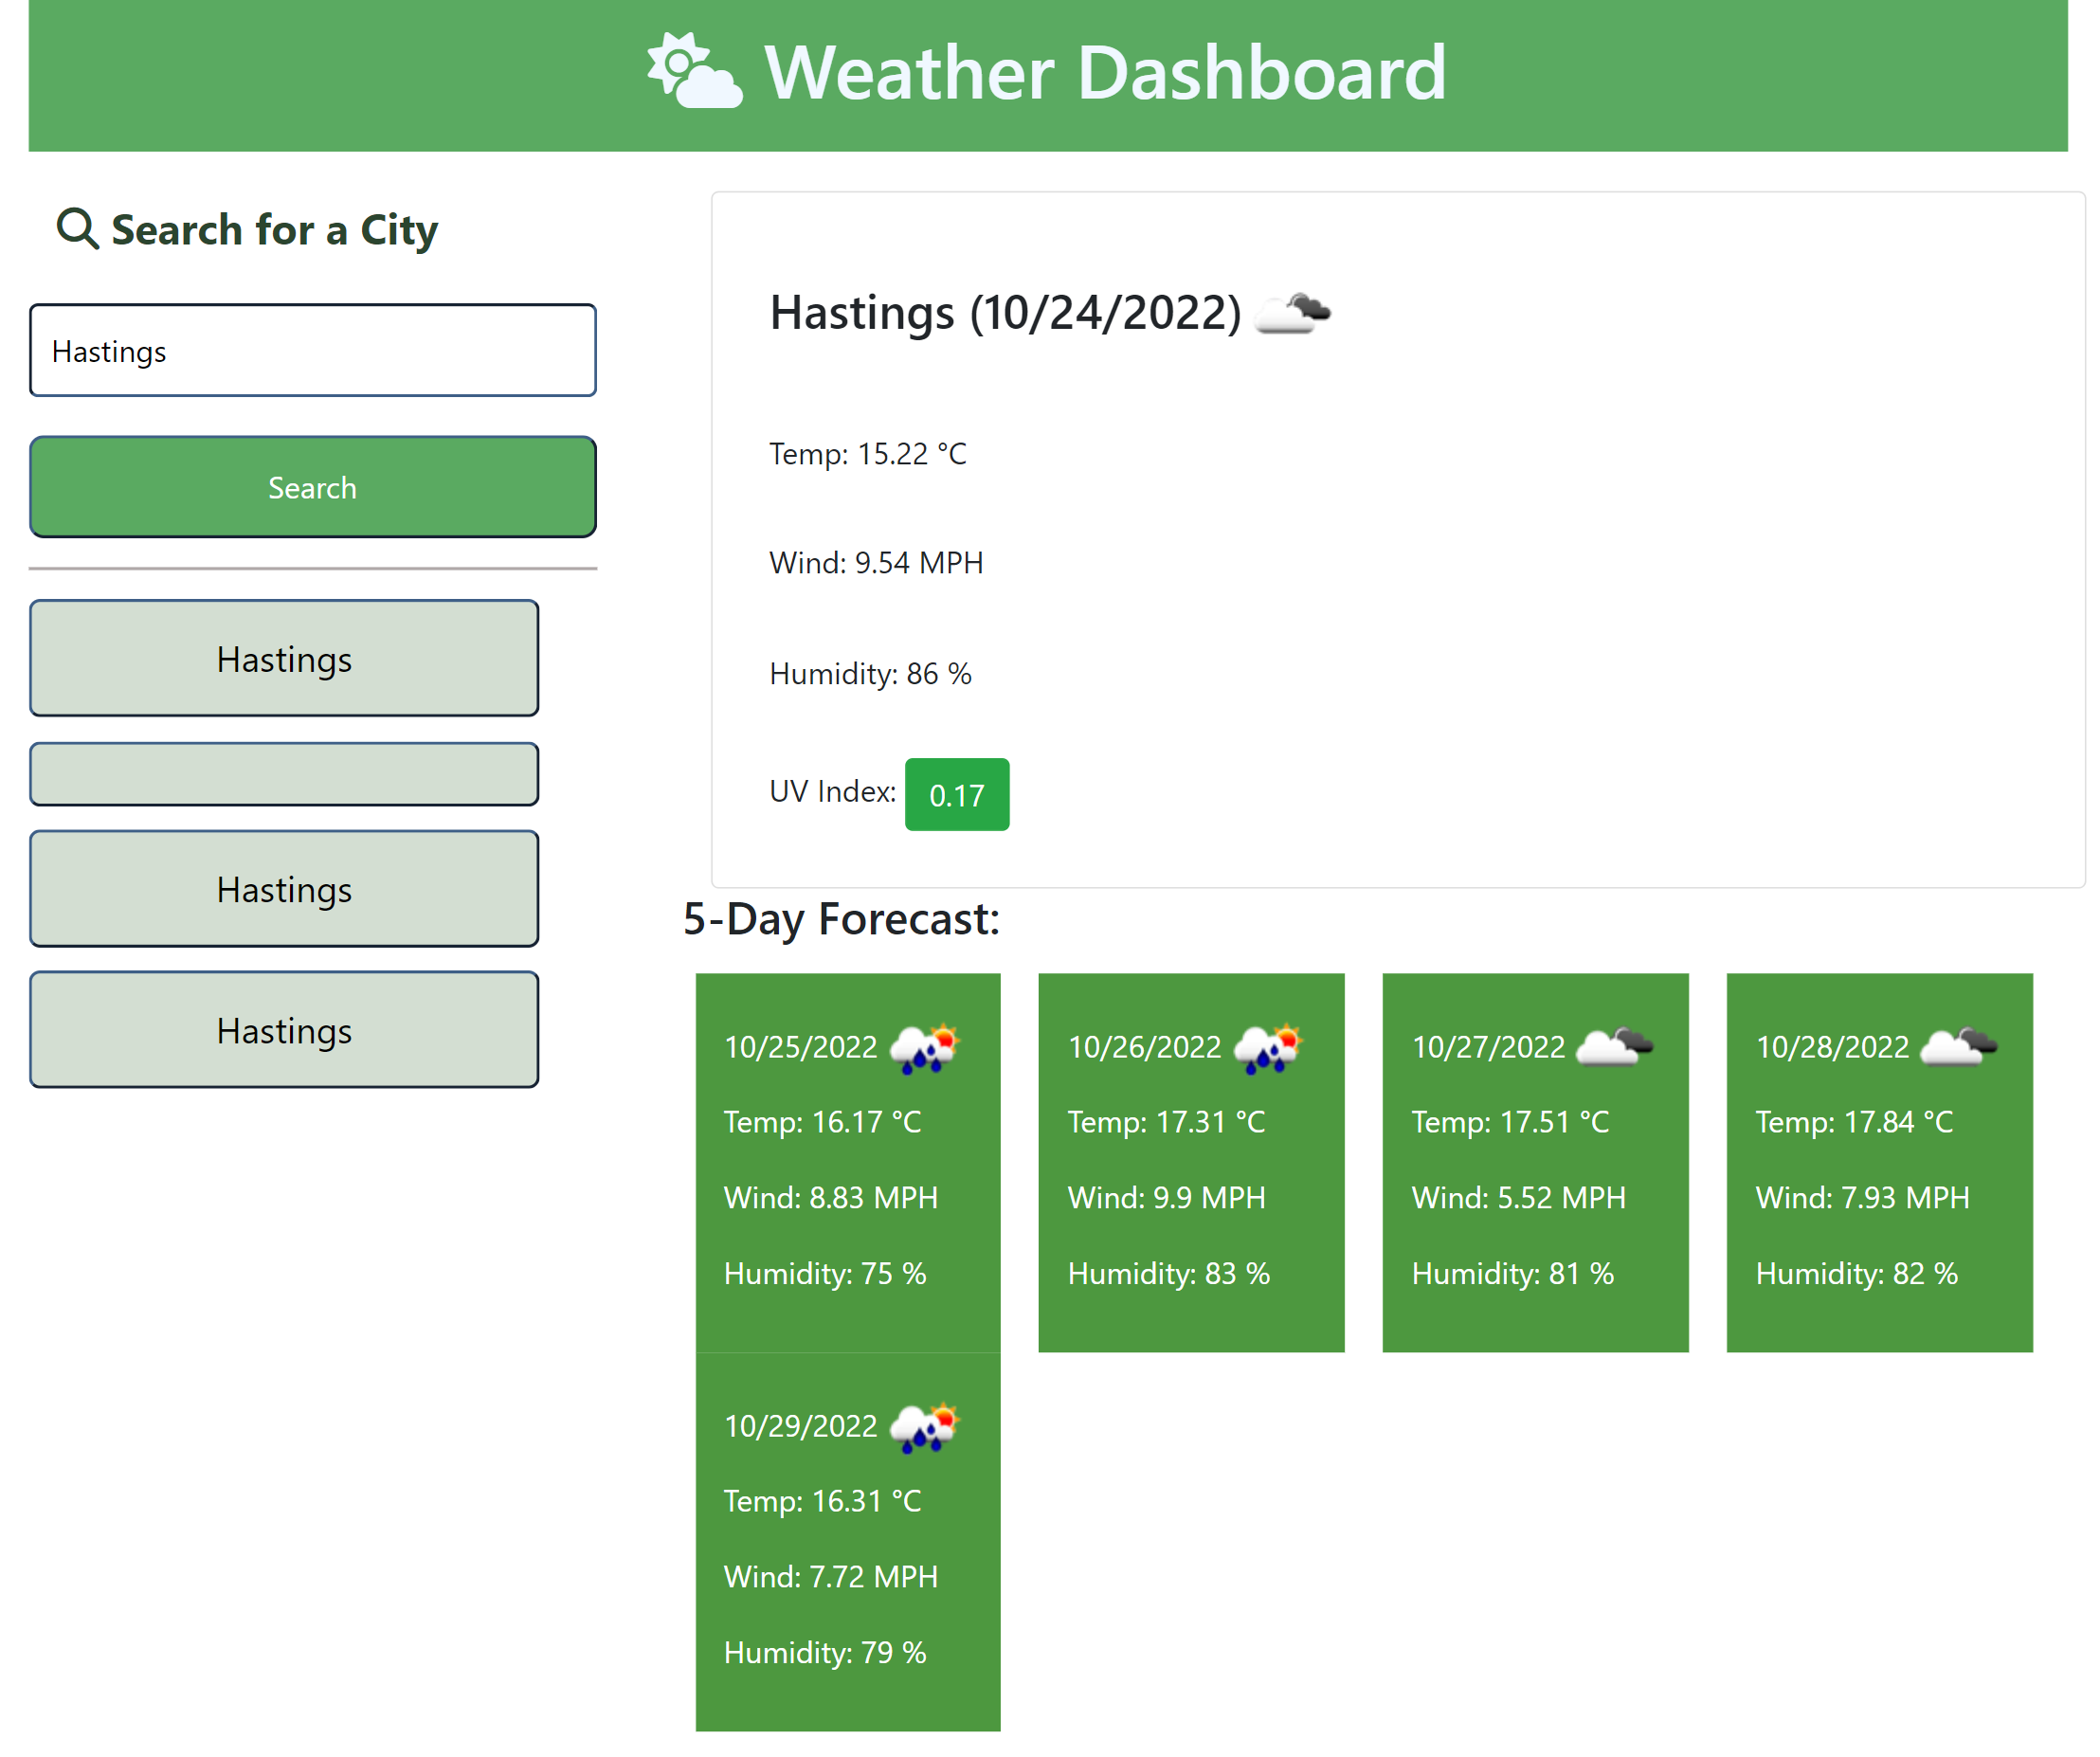 Weather Dashboard
Search for a City
Hastings
Search
Hastings
Hastings
Hastings
Hastings (10/24/2022)
Temp: 15.22 °C
Wind: 9.54 MPH
Humidity: 86 %
UV Index: 0.17
5-Day Forecast:
10/25/2022
Temp: 16.17 °C
Wind: 8.83 MPH
Humidity: 75 %
10/26/2022
Temp: 17.31 °C
Wind: 9.9 MPH
Humidity: 83 %
10/27/2022
Temp: 17.51 °C
Wind: 5.52 MPH
Humidity: 81 %
10/28/2022
Temp: 17.84 °C
Wind: 7.93 MPH
Humidity: 82 %
10/29/2022
Temp: 16.31 °C
Wind: 7.72 MPH
Humidity: 79 %